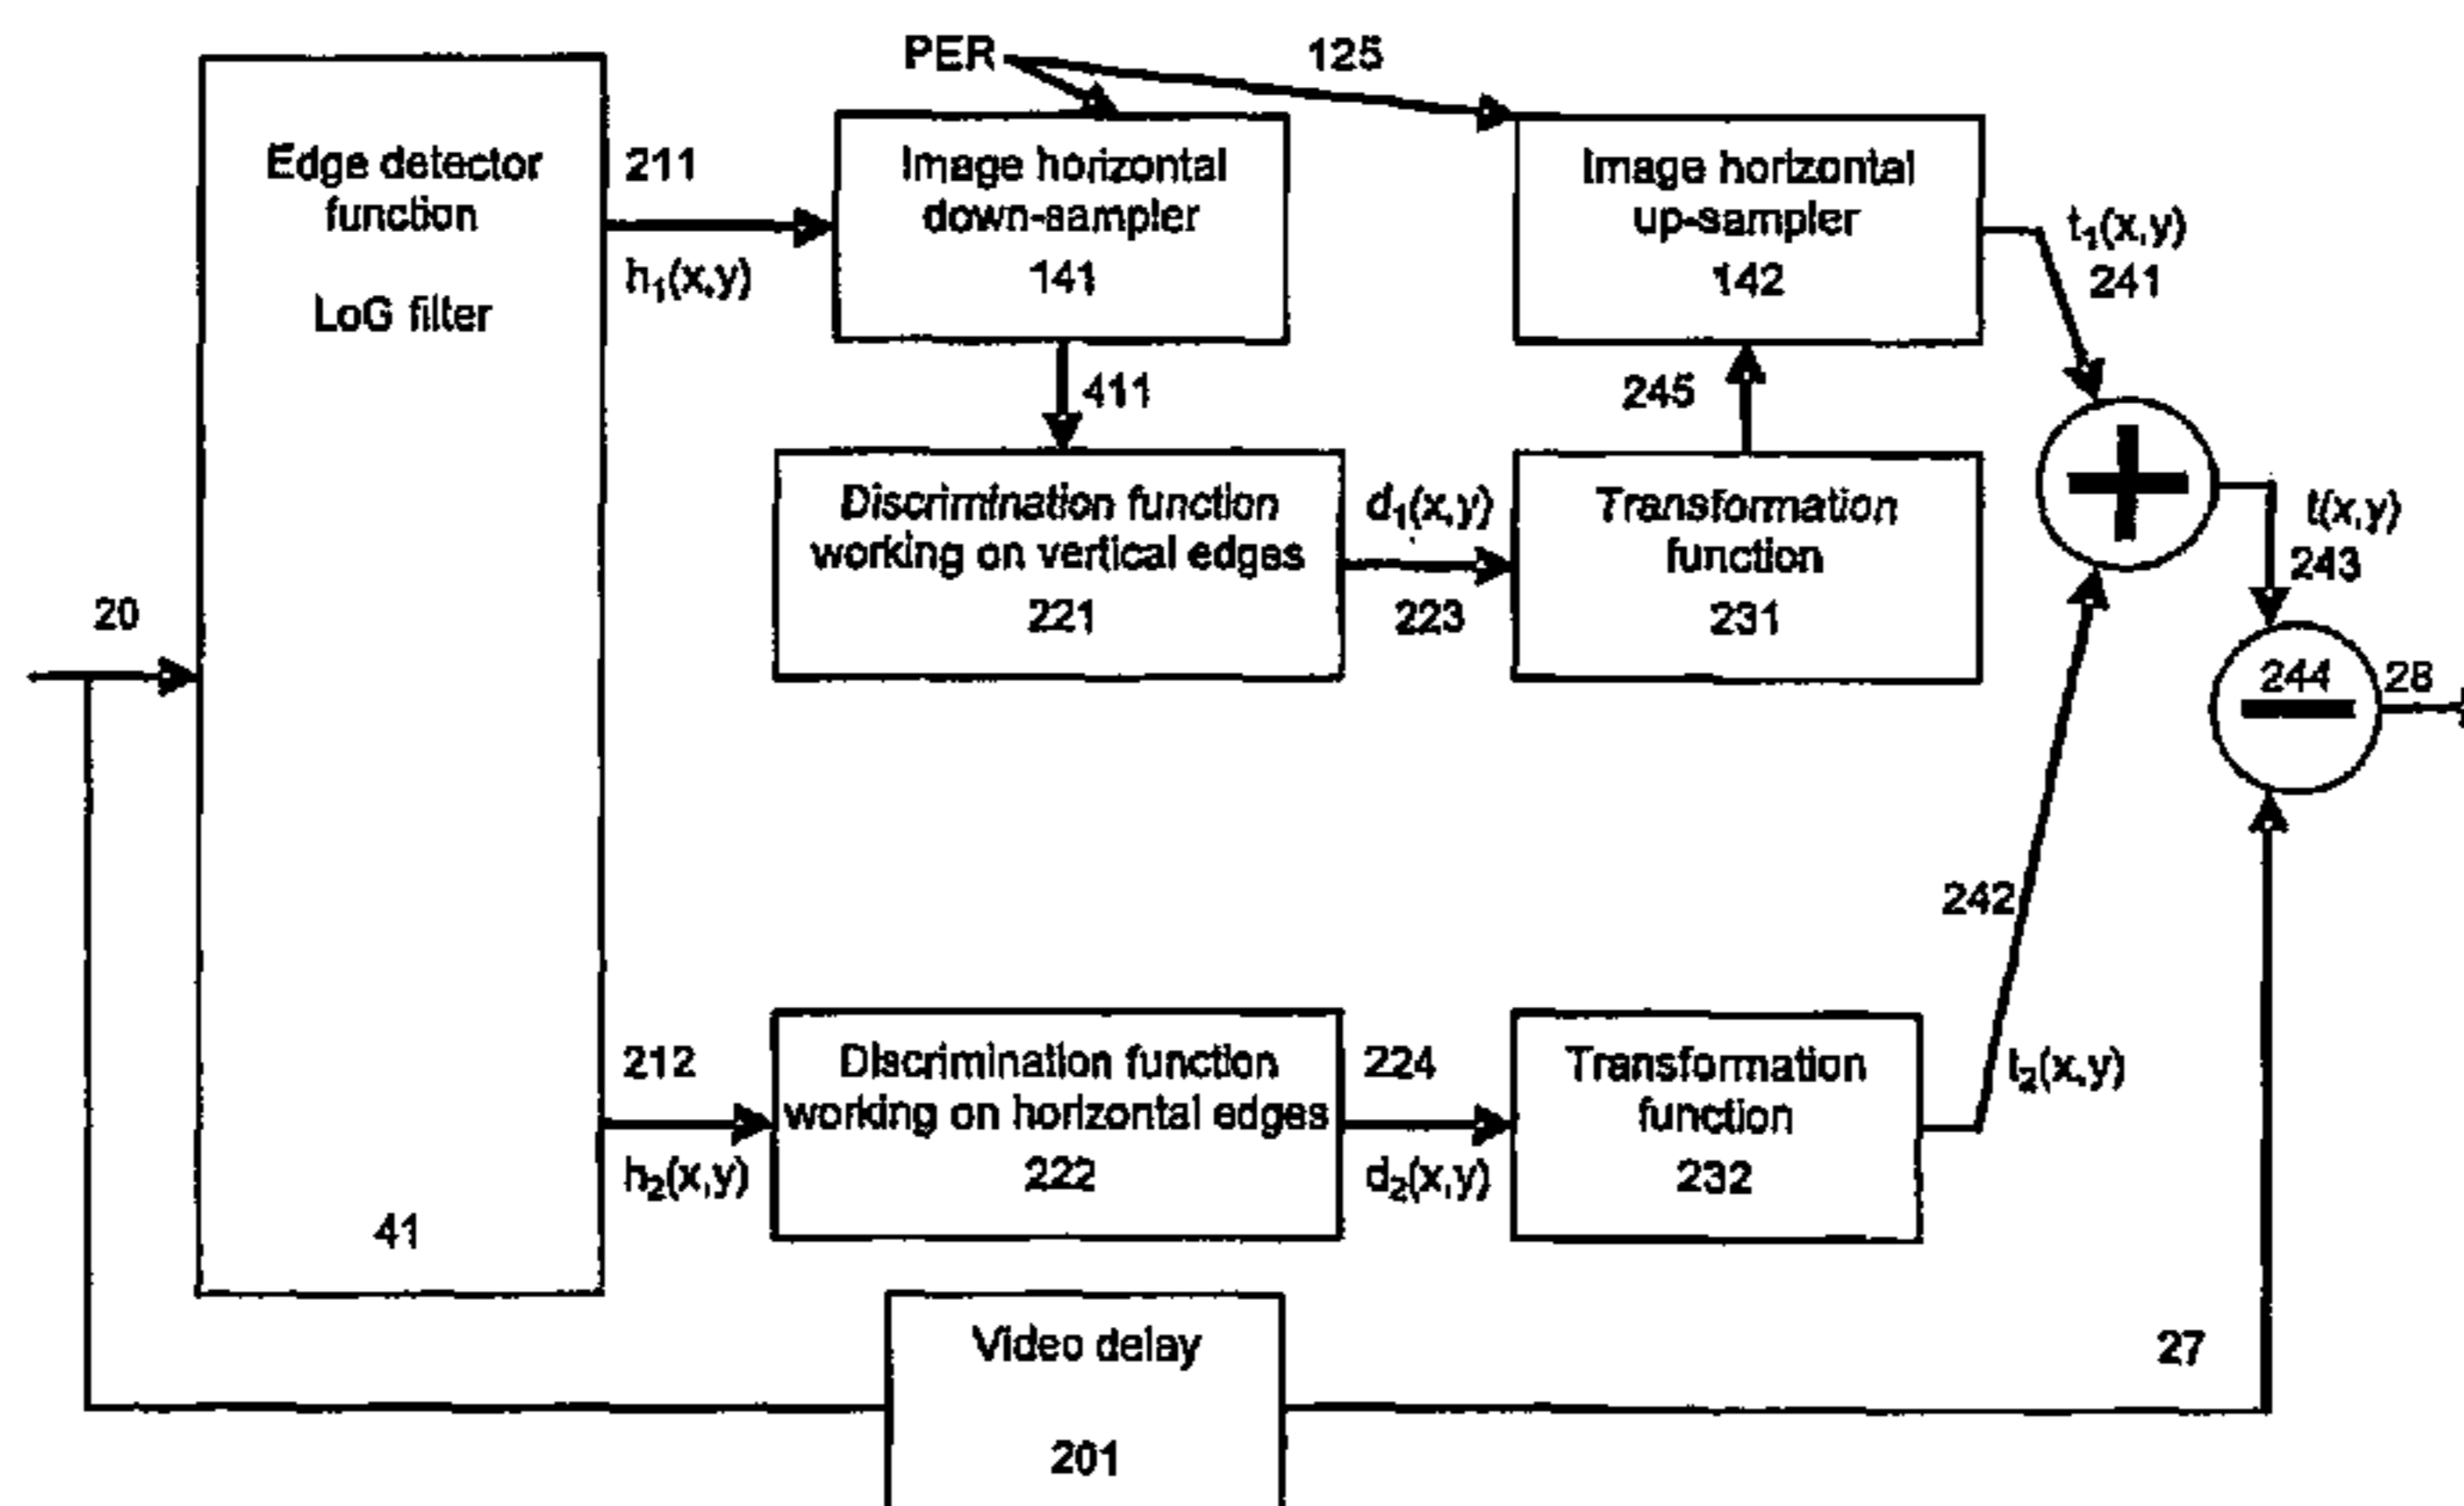 PER
125
Edge detector
function
LoG filter
41
211
h₁(x,y)
Image horizontal
down-sampler
141
Image horizontal
up-sampler
142
t₁(x,y)
241
411
245
Discrimination function
working on vertical edges
221
d₁(x,y)
223
Transformation
function
231
t(x,y)
243
20
244
28
242
212
h₂(x,y)
Discrimination function
working on horizontal edges
222
224
d₂(x,y)
Transformation
function
232
t₂(x,y)
Video delay
201
27